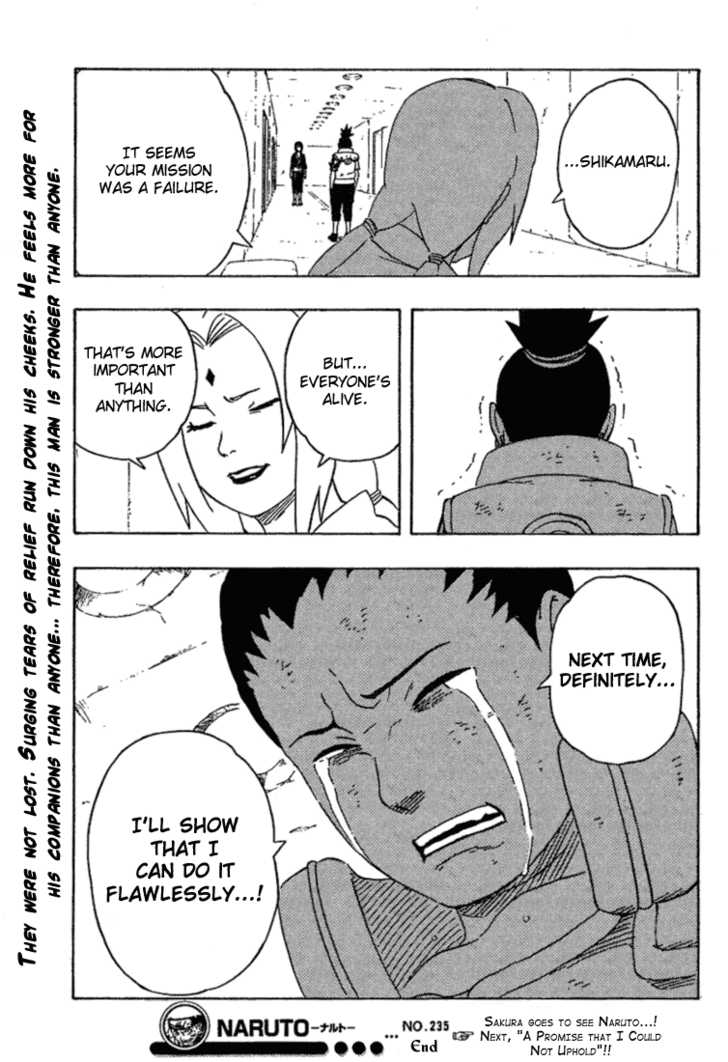 ...SHIKAMARU.
IT SEEMS
YOUR MISSION
WAS A FAILURE.
BUT...
EVERYONE'S
ALIVE.
THAT'S MORE
IMPORTANT
THAN
ANYTHING.
NEXT TIME,
DEFINITELY...
I'LL SHOW
THAT I
CAN DO IT
FLAWLESSLY...!
THEY WERE NOT LOST. SURGING TEARS OF RELIEF RUN DOWN HIS CHEEKS. HE FEELS MORE FOR
HIS COMPANIONS THAN ANYONE... THEREFORE, THIS MAN IS STRONGER THAN ANYONE.
NARUTO —ナルト— ... NO.235
End
☞ SAKURA GOES TO SEE NARUTO...!
NEXT, "A PROMISE THAT I COULD
NOT UPHOLD"!!